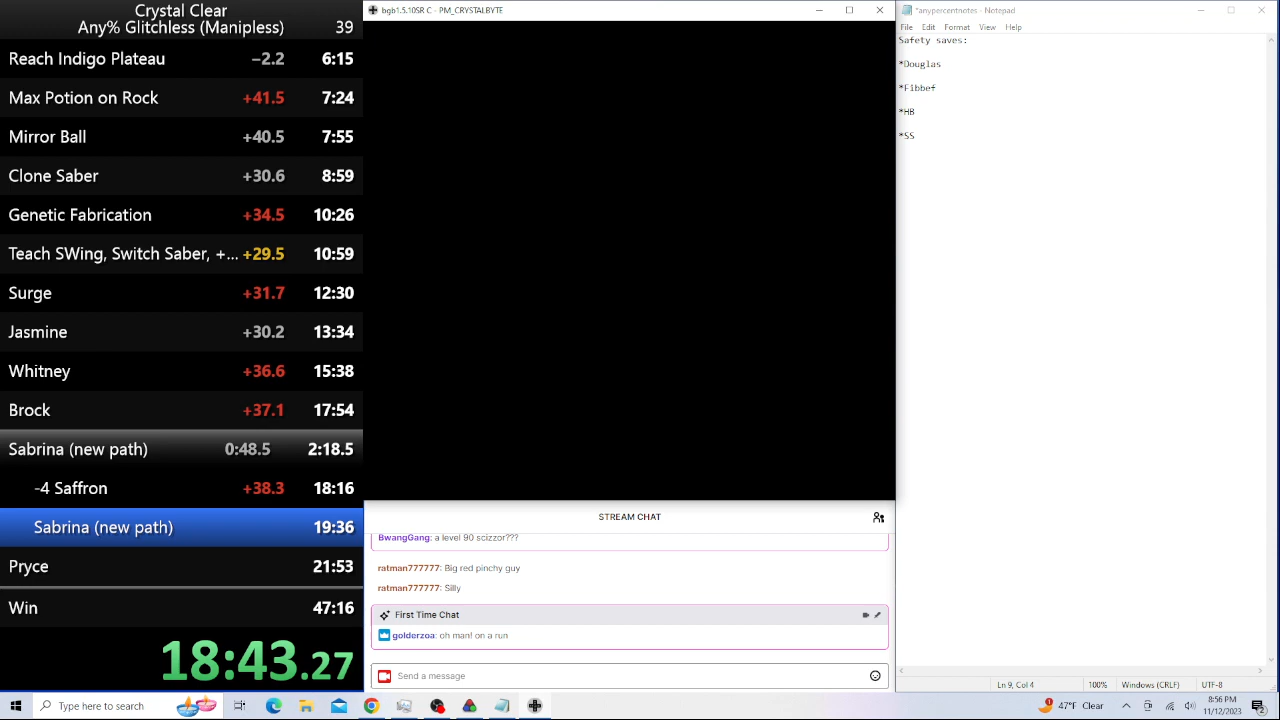 Crystal Clear
Any% Glitchless (Manipless) 39
Reach Indigo Plateau −2.2 6:15
Max Potion on Rock +41.5 7:24
Mirror Ball +40.5 7:55
Clone Saber +30.6 8:59
Genetic Fabrication +34.5 10:26
Teach SWing, Switch Saber, +... +29.5 10:59
Surge +31.7 12:30
Jasmine +30.2 13:34
Whitney +36.6 15:38
Brock +37.1 17:54
Sabrina (new path) 0:48.5 2:18.5
-4 Saffron +38.3 18:16
Sabrina (new path) 19:36
Pryce 21:53
Win 47:16
18:43.27
bgb1.5.10SR C - PM_CRYSTALBYTE
STREAM CHAT
BwangGang: a level 90 scizzor???
ratman777777: Big red pinchy guy
ratman777777: Silly
First Time Chat
golderzoa: oh man! on a run
Send a message
*anypercentnotes - Notepad
File Edit Format View Help
Safety saves:
*Douglas
*Fibbef
*HB
*SS
Ln 9, Col 4 100% Windows (CRLF) UTF-8
Type here to search
47°F Clear
8:56 PM
11/12/2023
2